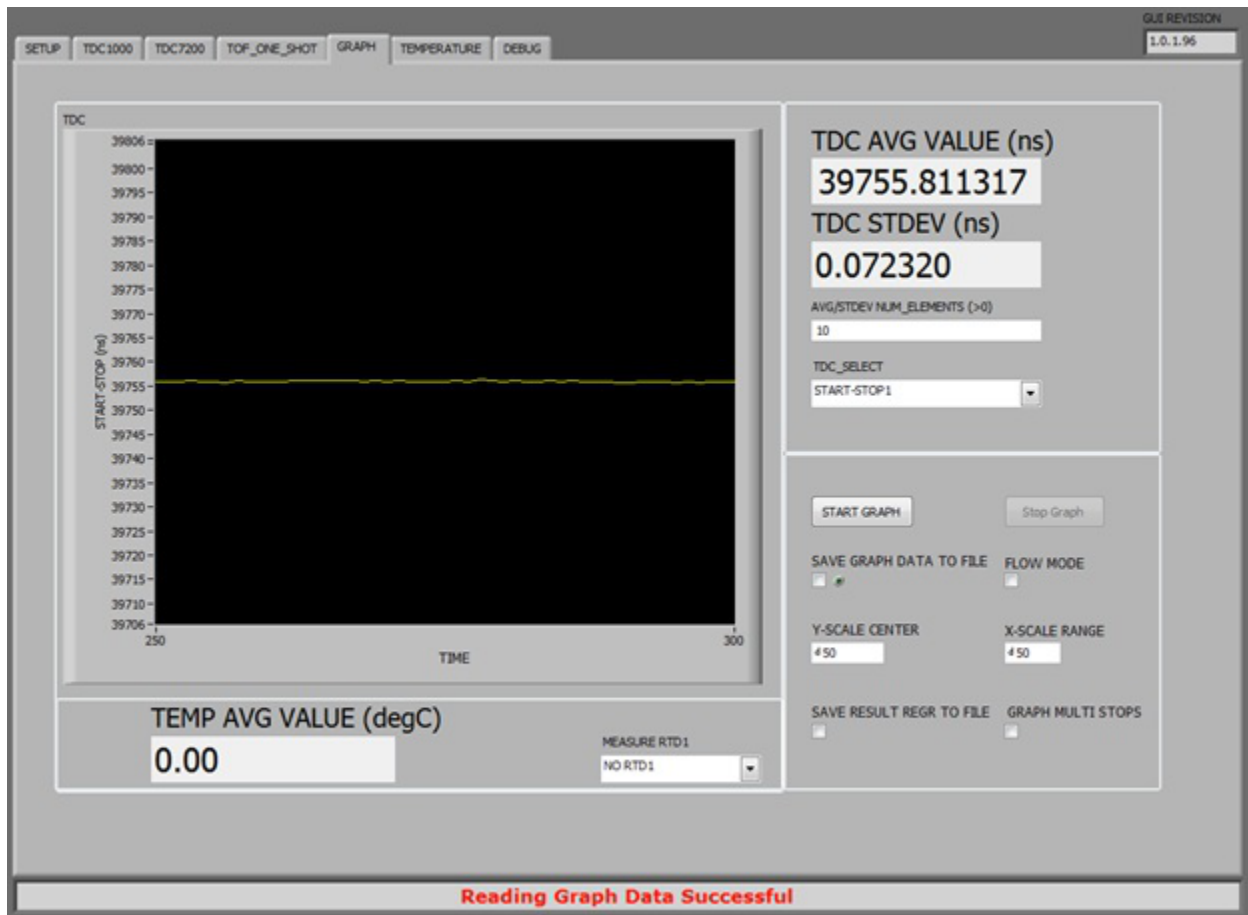 GUI REVISION
1.0.1.96
SETUP TDC1000 TDC7200 TOF_ONE_SHOT GRAPH TEMPERATURE DEBUG
TDC
39806
39800
39795
39790
39785
39780
39775
39770
39765
39760
39755
39750
39745
39740
39735
39730
39725
39720
39715
39710
39706
START-STOP (ns)
250 300
TIME
TDC AVG VALUE (ns)
39755.811317
TDC STDEV (ns)
0.072320
AVG/STDEV NUM_ELEMENTS (>0)
10
TDC_SELECT
START-STOP1
START GRAPH Stop Graph
SAVE GRAPH DATA TO FILE FLOW MODE
Y-SCALE CENTER X-SCALE RANGE
50 50
SAVE RESULT REGR TO FILE GRAPH MULTI STOPS
TEMP AVG VALUE (degC)
0.00
MEASURE RTD1
NO RTD1
Reading Graph Data Successful